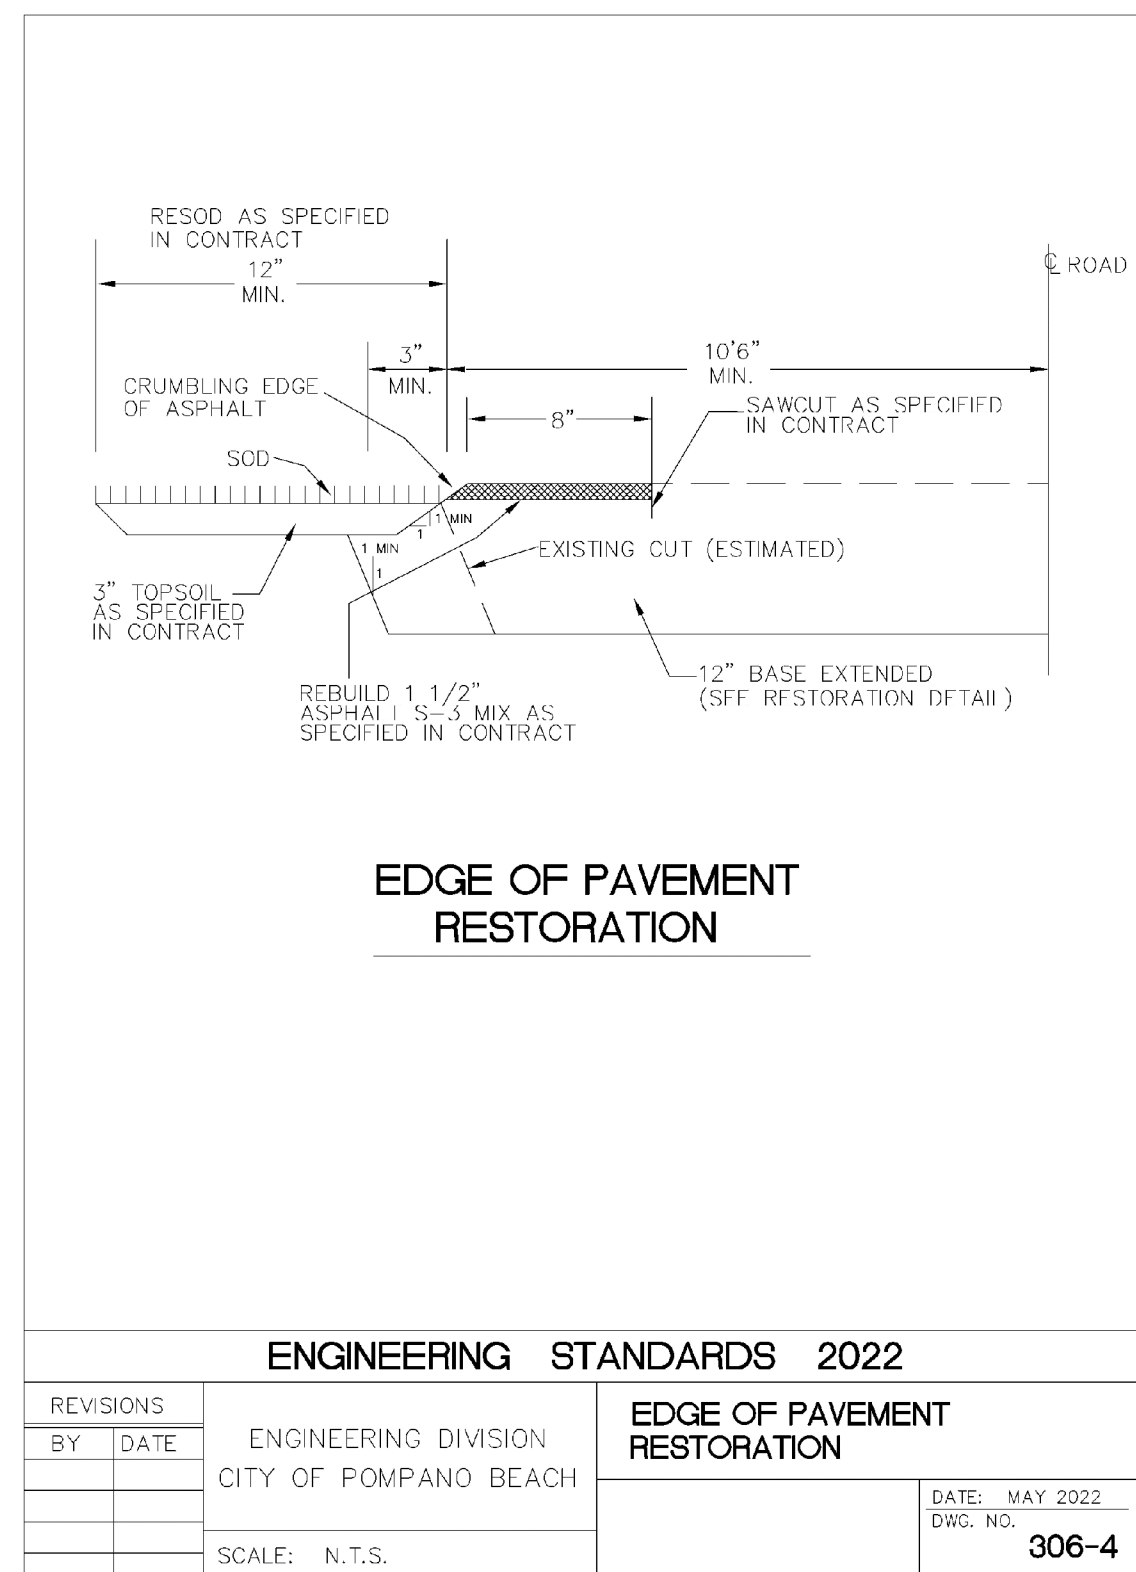 RESOD AS SPECIFIED
IN CONTRACT
12"
MIN.
℄ ROAD
3"
MIN.
10'6"
MIN.
CRUMBLING EDGE
OF ASPHALT
8"
SAWCUT AS SPECIFIED
IN CONTRACT
SOD
1 MIN
1
1 MIN
1
EXISTING CUT (ESTIMATED)
3" TOPSOIL
AS SPECIFIED
IN CONTRACT
12" BASE EXTENDED
(SEE RESTORATION DETAIL)
REBUILD 1 1/2"
ASPHALT S-3 MIX AS
SPECIFIED IN CONTRACT
EDGE OF PAVEMENT
RESTORATION
ENGINEERING STANDARDS 2022
REVISIONS
BY DATE
ENGINEERING DIVISION
CITY OF POMPANO BEACH
SCALE: N.T.S.
EDGE OF PAVEMENT
RESTORATION
DATE: MAY 2022
DWG. NO.
306-4